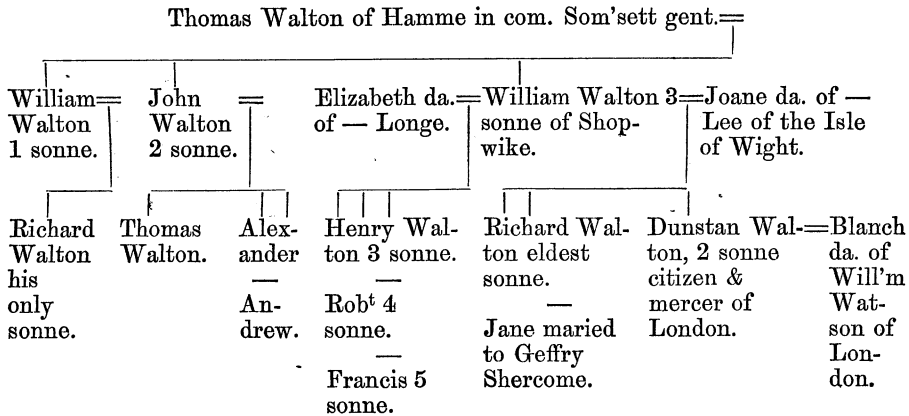 Thomas Walton of Hamme in com. Som'sett gent.=
William=
Walton
1 sonne.
John =
Walton
2 sonne.
Elizabeth da.=
of — Longe.
William Walton 3=
sonne of Shop-
wike.
Joane da. of —
Lee of the Isle
of Wight.
Richard
Walton
his
only
sonne.
Thomas
Walton.
Alex-
ander
—
An-
drew.
Henry Wal-
ton 3 sonne.
—
Robᵗ 4
sonne.
—
Francis 5
sonne.
Richard Wal-
ton eldest
sonne.
—
Jane maried
to Geffry
Shercome.
Dunstan Wal-=
ton, 2 sonne
citizen &
mercer of
London.
Blanch
da. of
Will'm
Wat-
son of
Lon-
don.